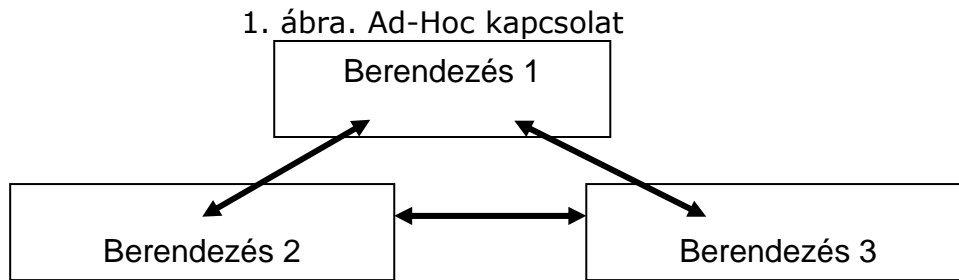 1. ábra. Ad-Hoc kapcsolat
Berendezés 1
Berendezés 2
Berendezés 3